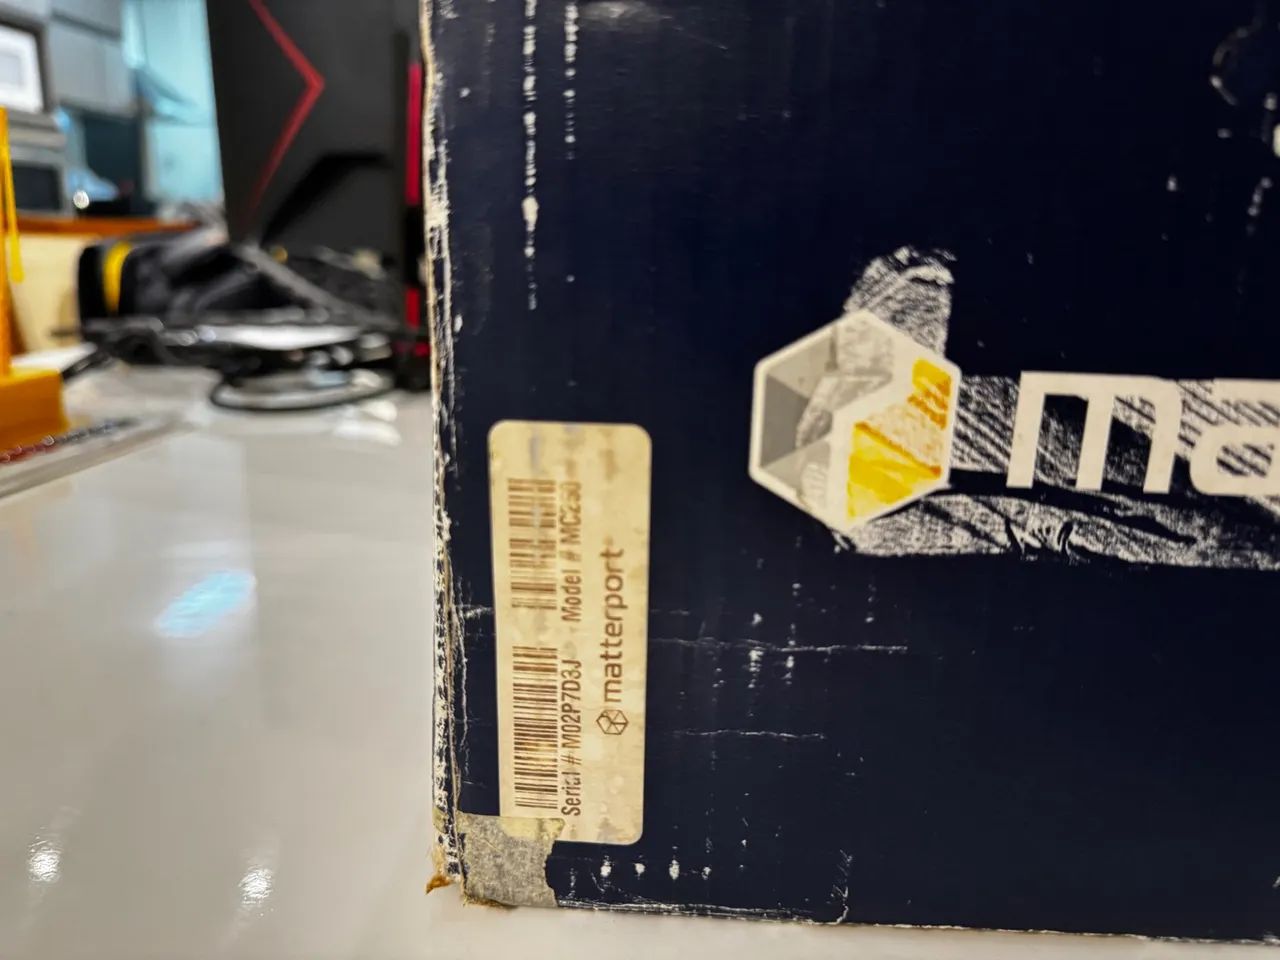 Serial # M02P7D3J Model # MC250
matterport
ma